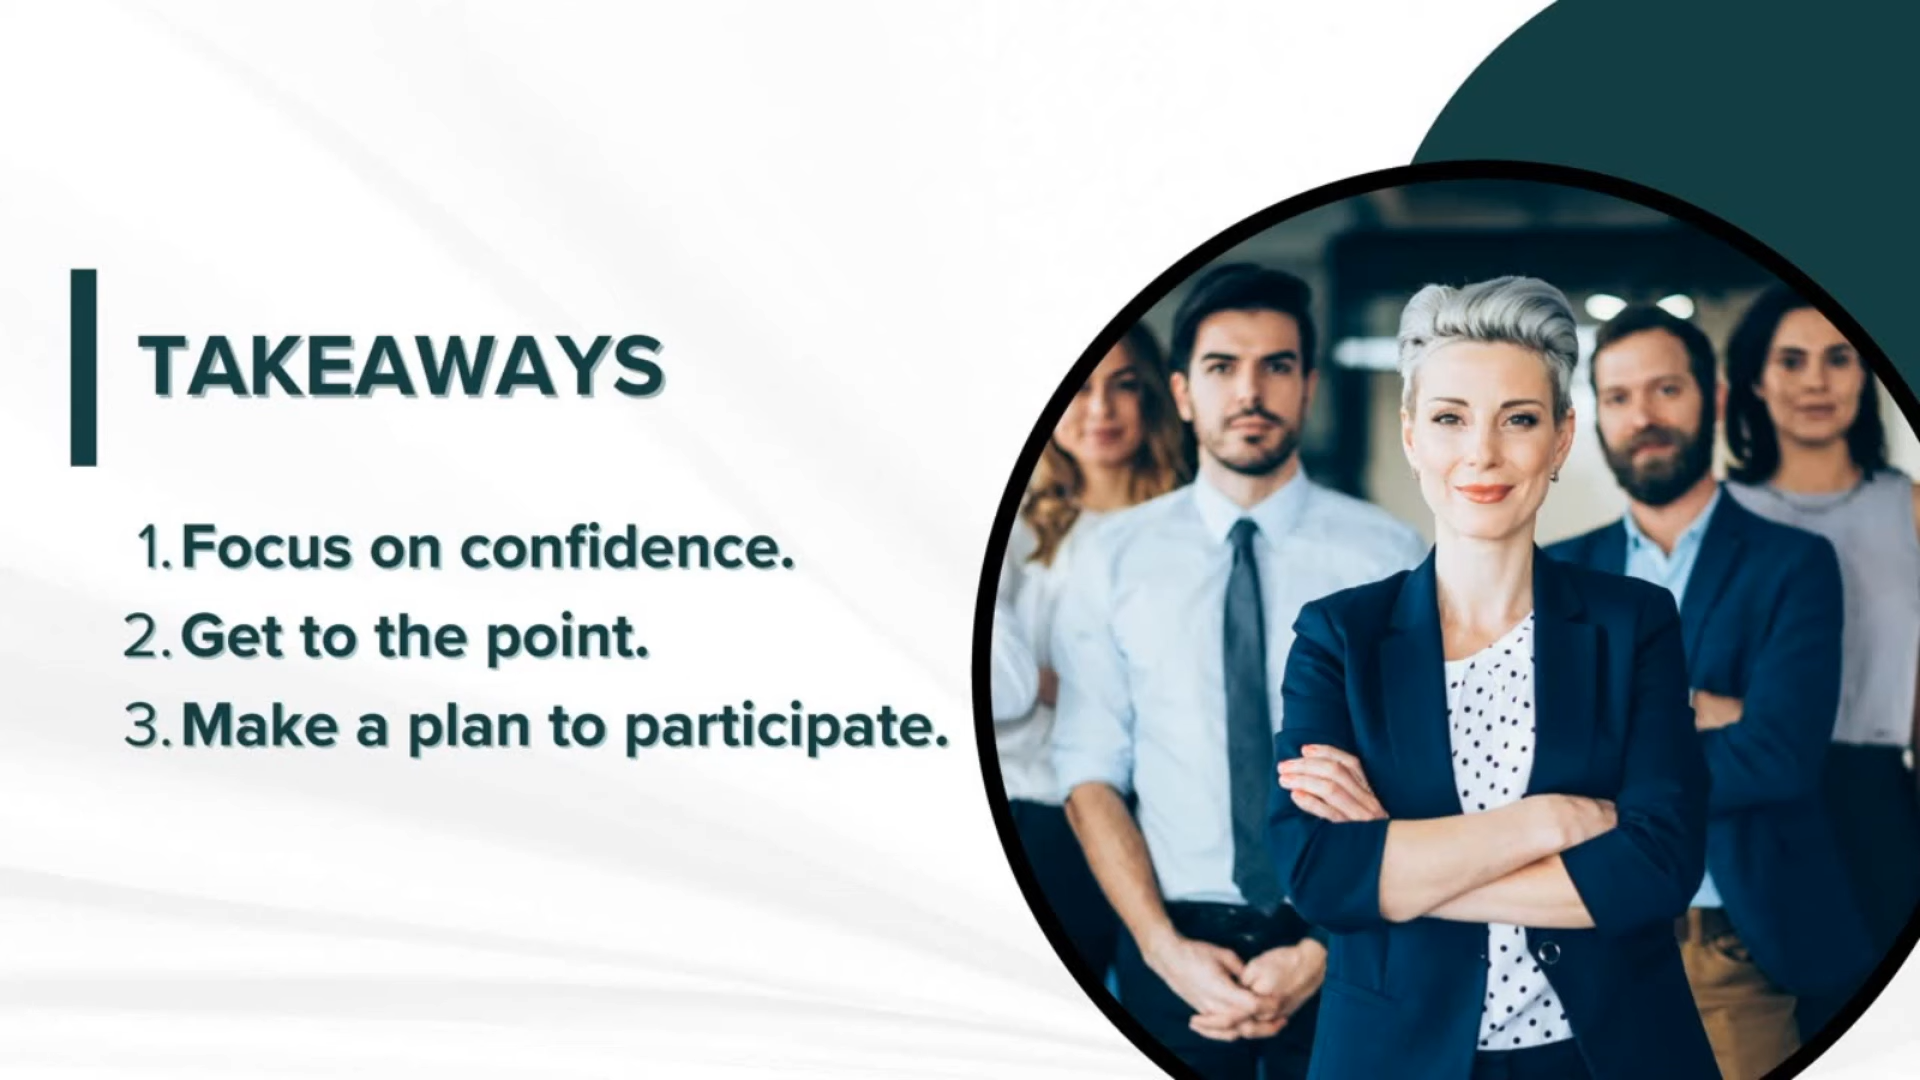 TAKEAWAYS
1. Focus on confidence.
2. Get to the point.
3. Make a plan to participate.